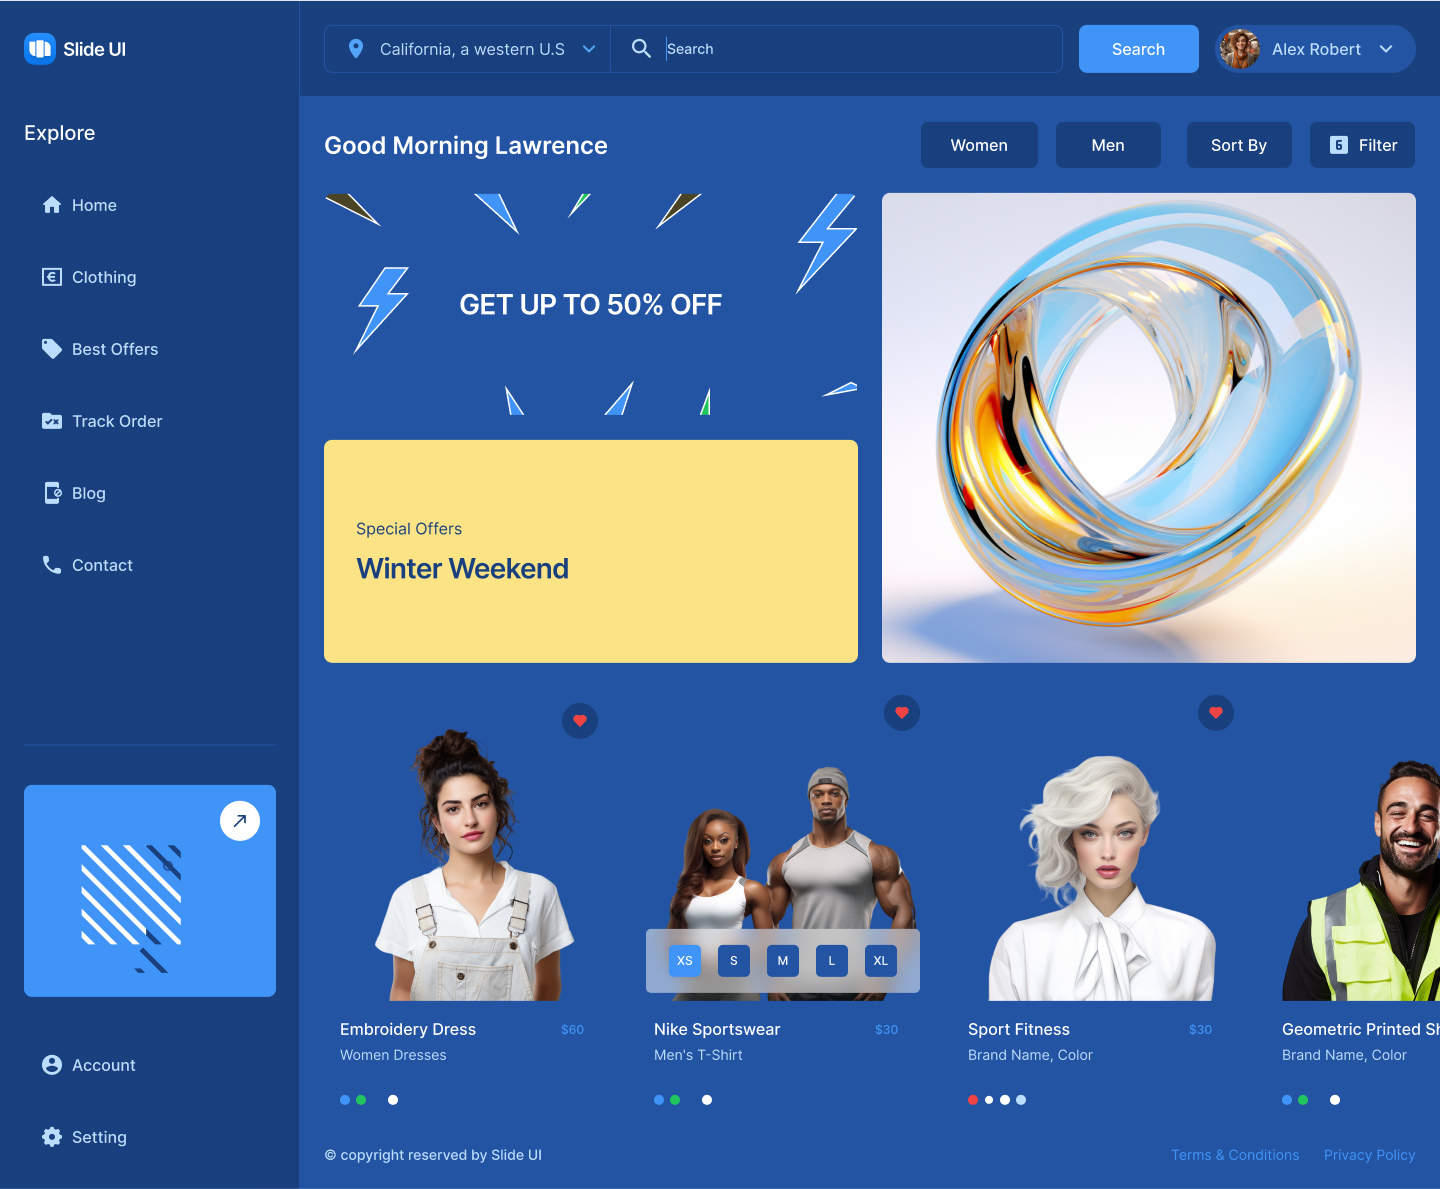 Slide UI
California, a western U.S
Search
Search
Alex Robert
Explore
Home
Clothing
Best Offers
Track Order
Blog
Contact
Account
Setting
Good Morning Lawrence
Women
Men
Sort By
Filter
GET UP TO 50% OFF
Special Offers
Winter Weekend
XS
S
M
L
XL
Embroidery Dress
$60
Women Dresses
Nike Sportswear
$30
Men's T-Shirt
Sport Fitness
$30
Brand Name, Color
Geometric Printed
Brand Name, Color
© copyright reserved by Slide UI
Terms & Conditions
Privacy Policy